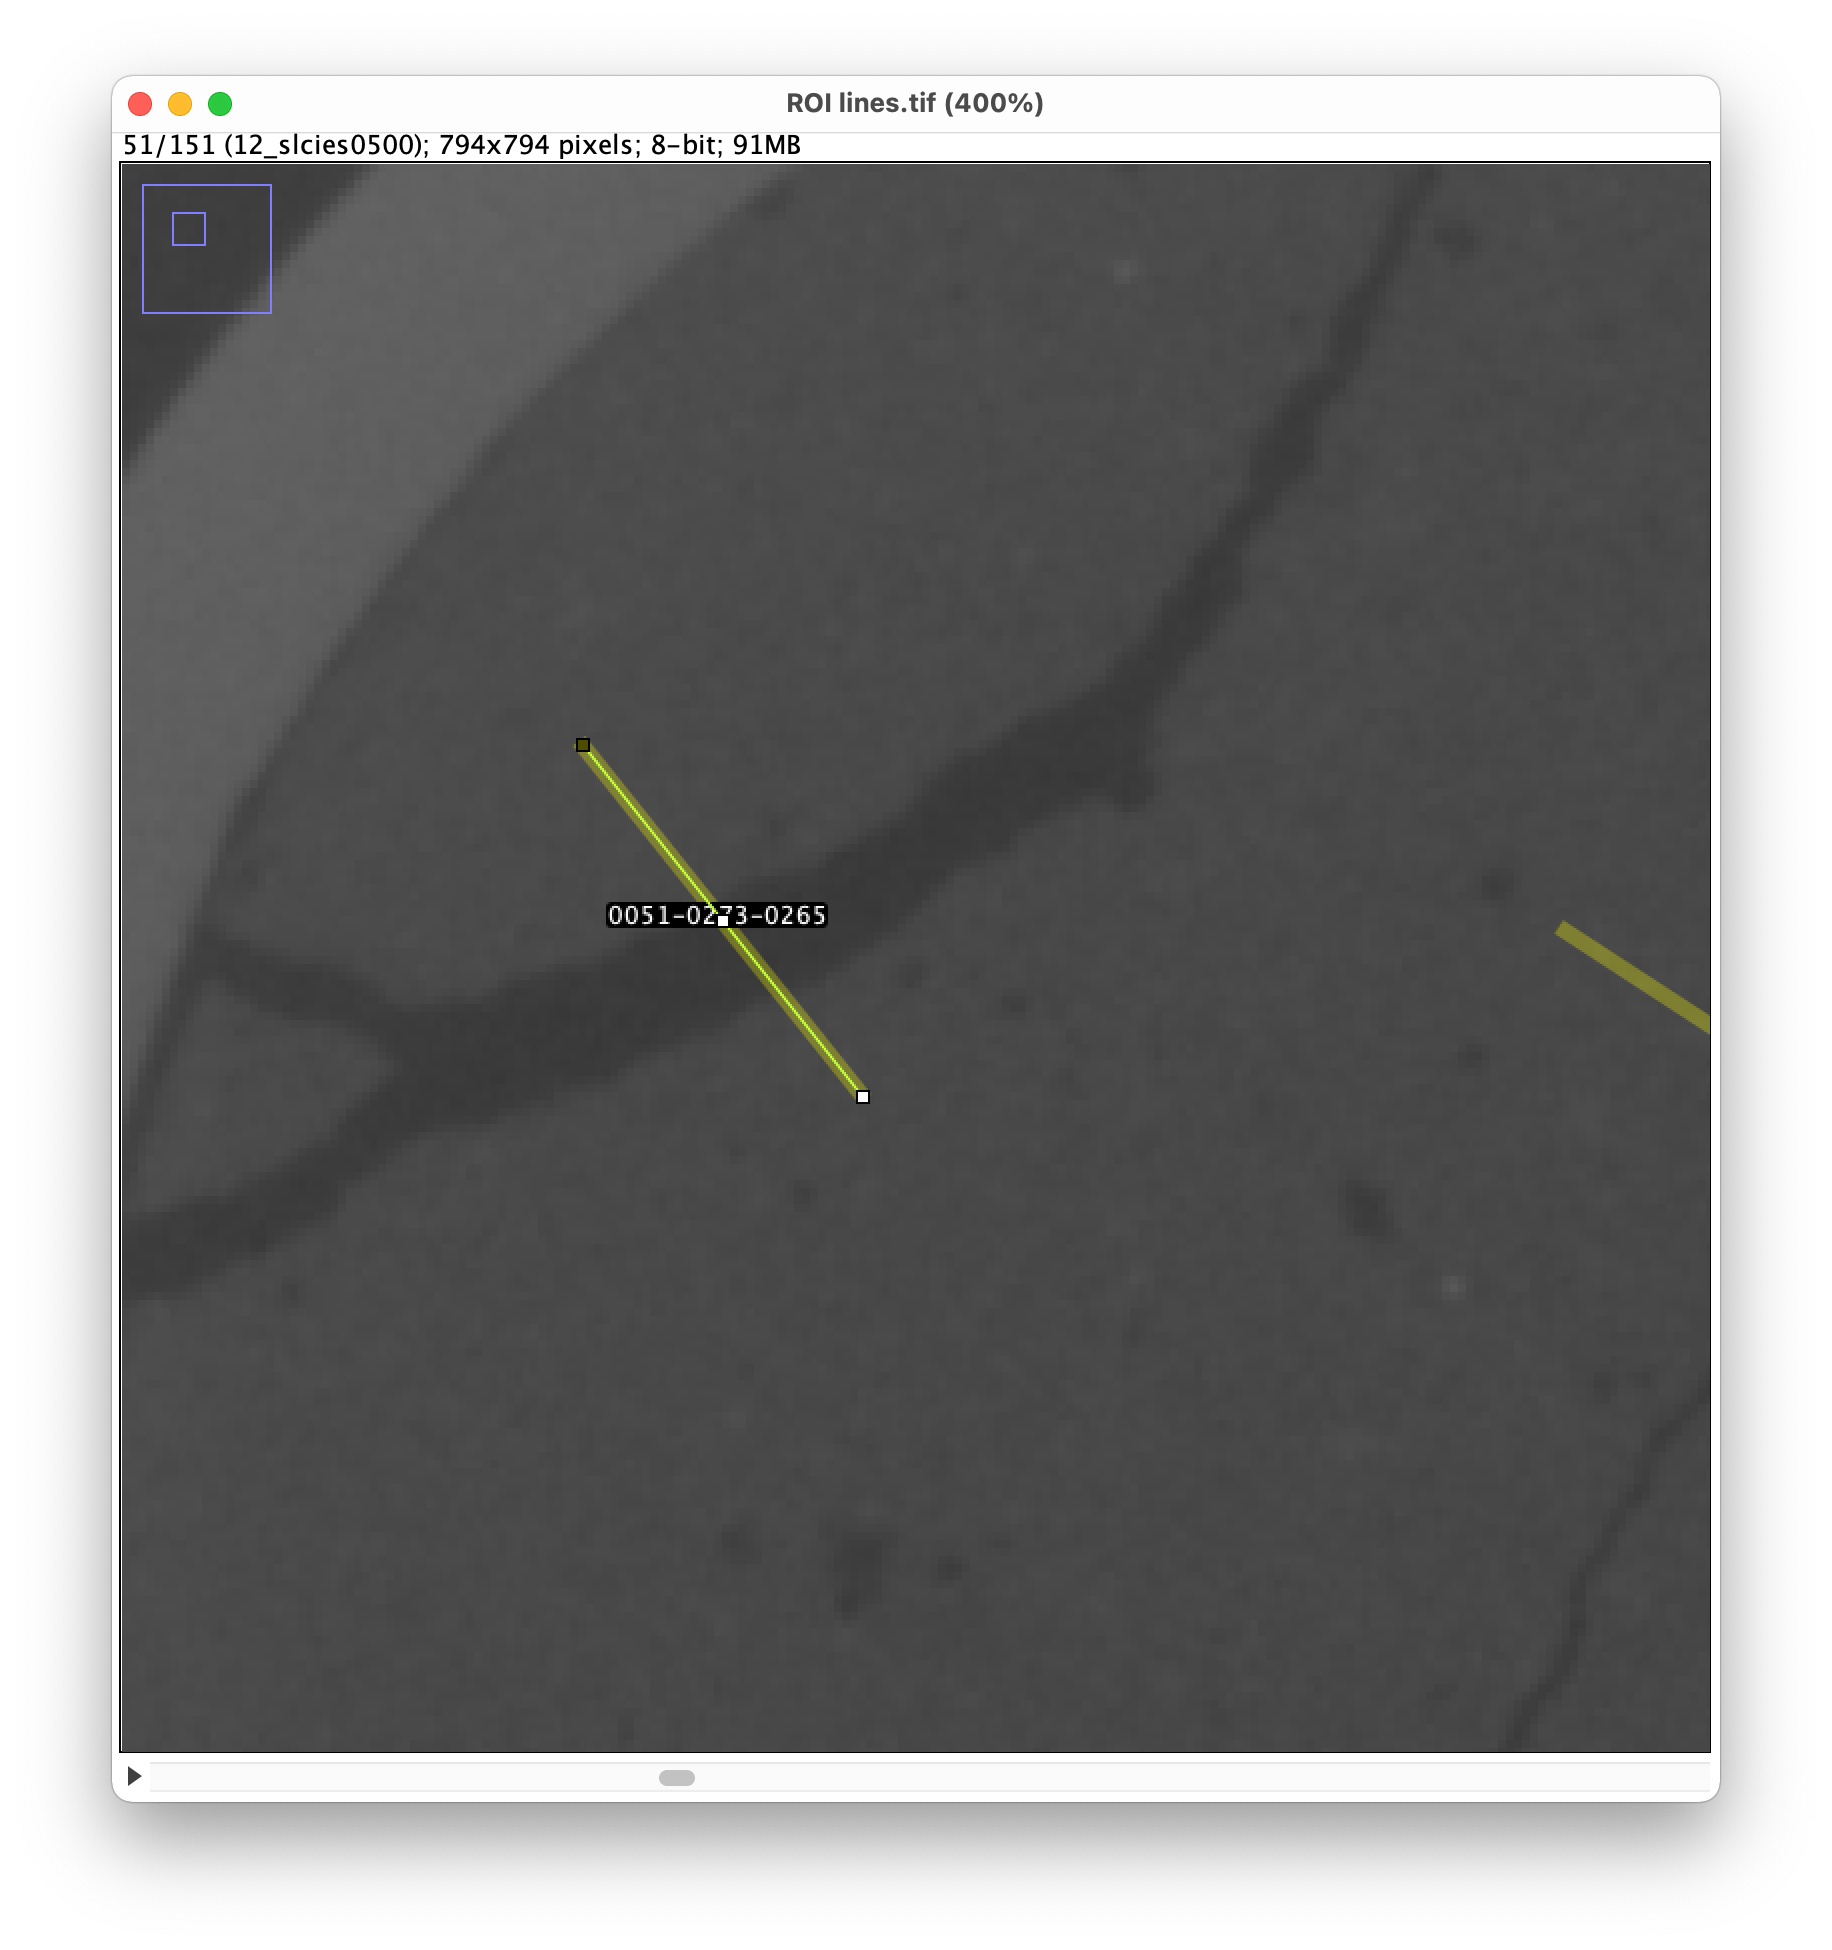 ROI lines.tif (400%)
51/151 (12_slcies0500); 794x794 pixels; 8-bit; 91MB
0051-0273-0265